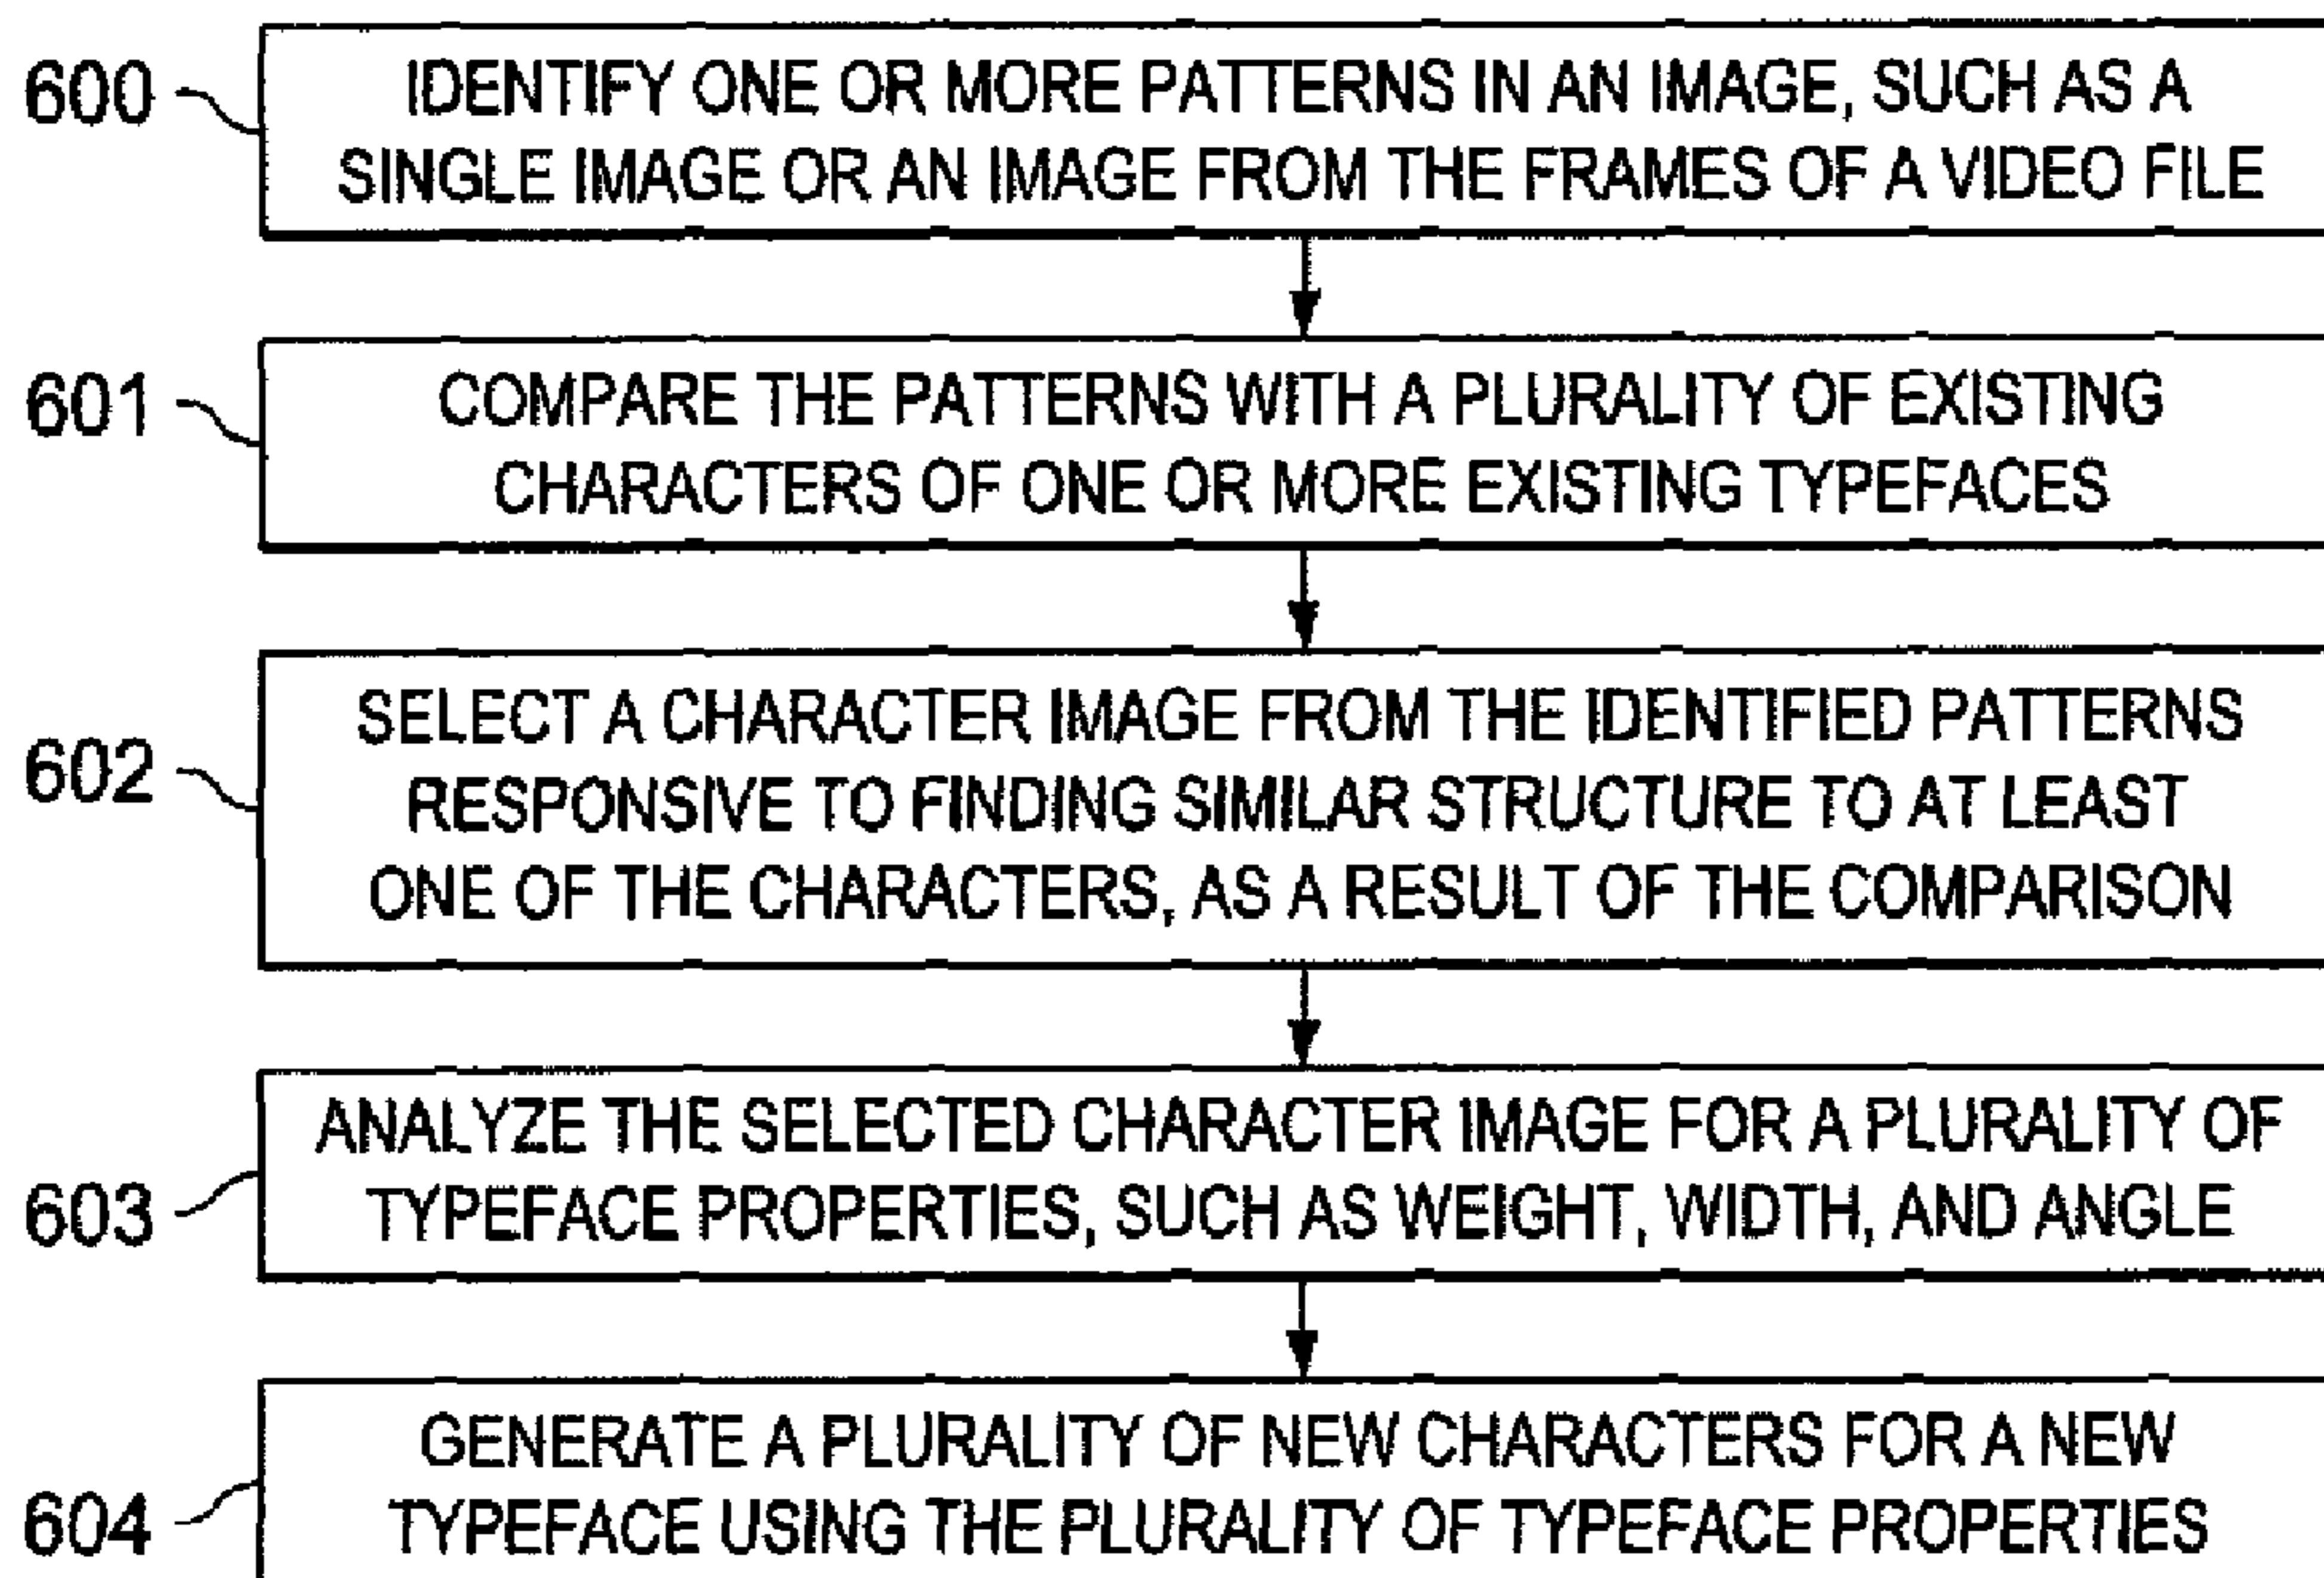 600
IDENTIFY ONE OR MORE PATTERNS IN AN IMAGE, SUCH AS A
SINGLE IMAGE OR AN IMAGE FROM THE FRAMES OF A VIDEO FILE
601
COMPARE THE PATTERNS WITH A PLURALITY OF EXISTING
CHARACTERS OF ONE OR MORE EXISTING TYPEFACES
602
SELECT A CHARACTER IMAGE FROM THE IDENTIFIED PATTERNS
RESPONSIVE TO FINDING SIMILAR STRUCTURE TO AT LEAST
ONE OF THE CHARACTERS, AS A RESULT OF THE COMPARISON
603
ANALYZE THE SELECTED CHARACTER IMAGE FOR A PLURALITY OF
TYPEFACE PROPERTIES, SUCH AS WEIGHT, WIDTH, AND ANGLE
604
GENERATE A PLURALITY OF NEW CHARACTERS FOR A NEW
TYPEFACE USING THE PLURALITY OF TYPEFACE PROPERTIES